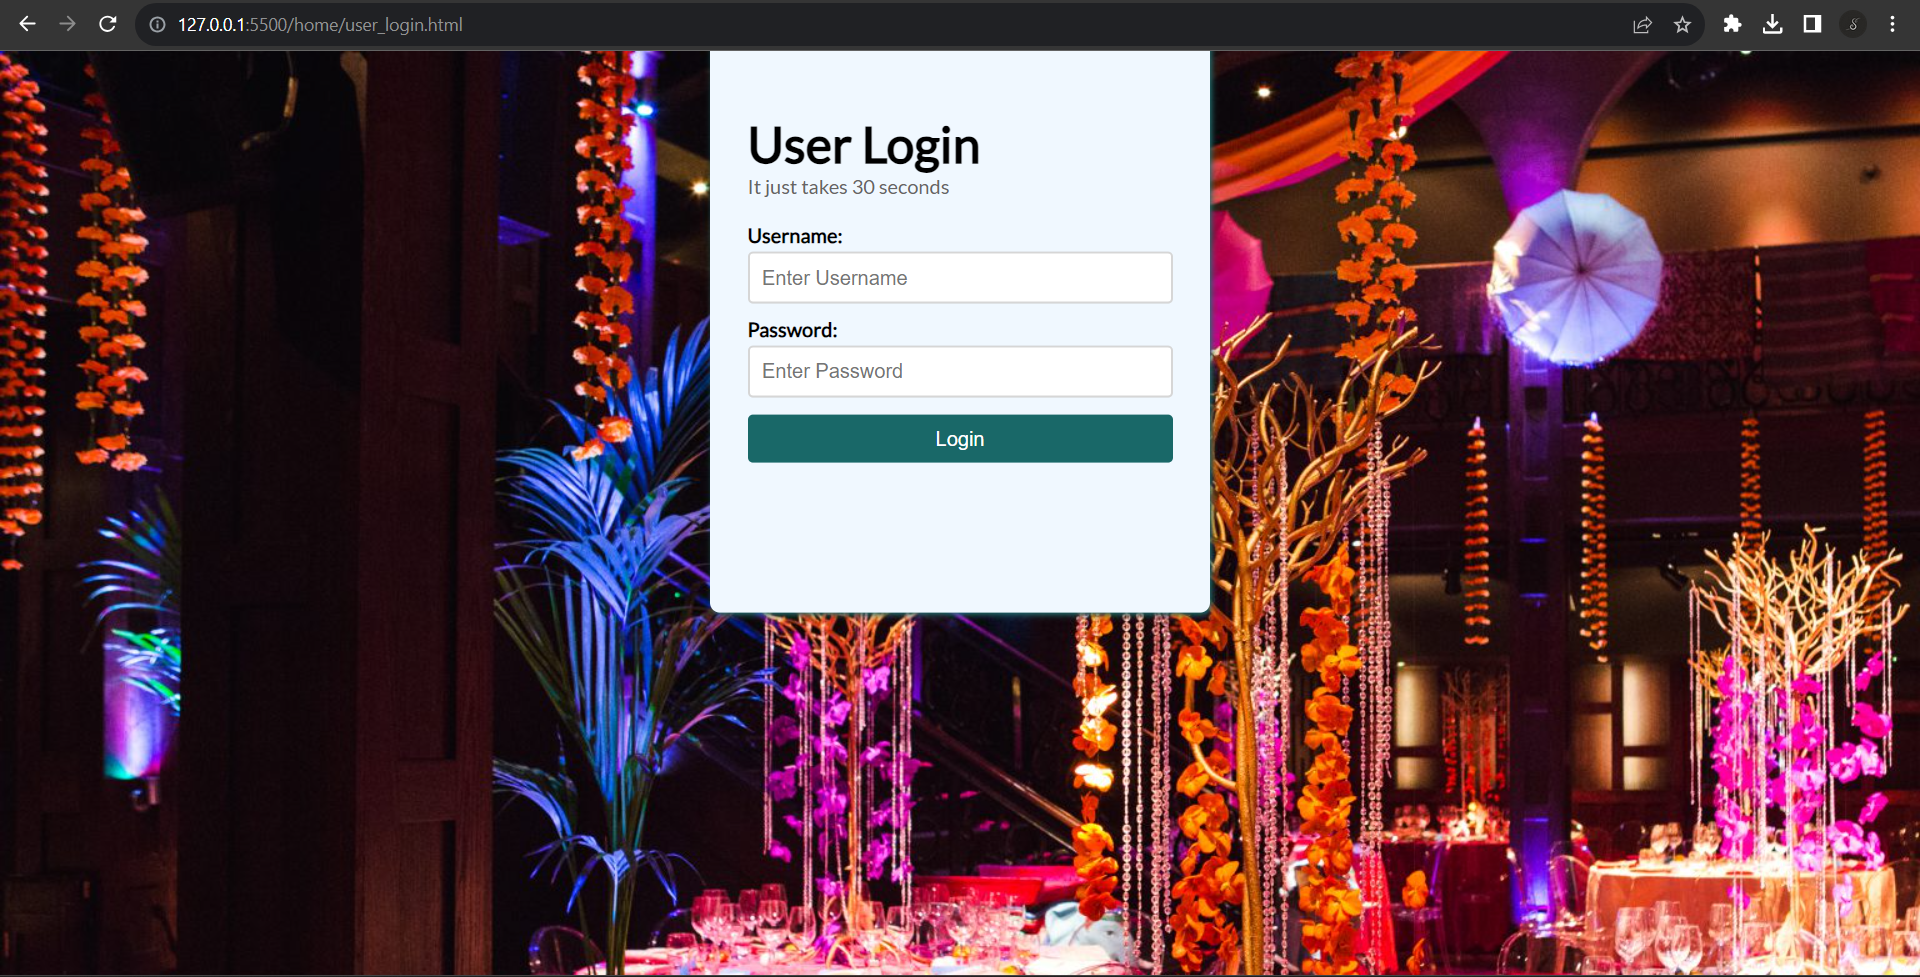 127.0.0.1:5500/home/user_login.html
User Login
It just takes 30 seconds
Username:
Enter Username
Password:
Enter Password
Login